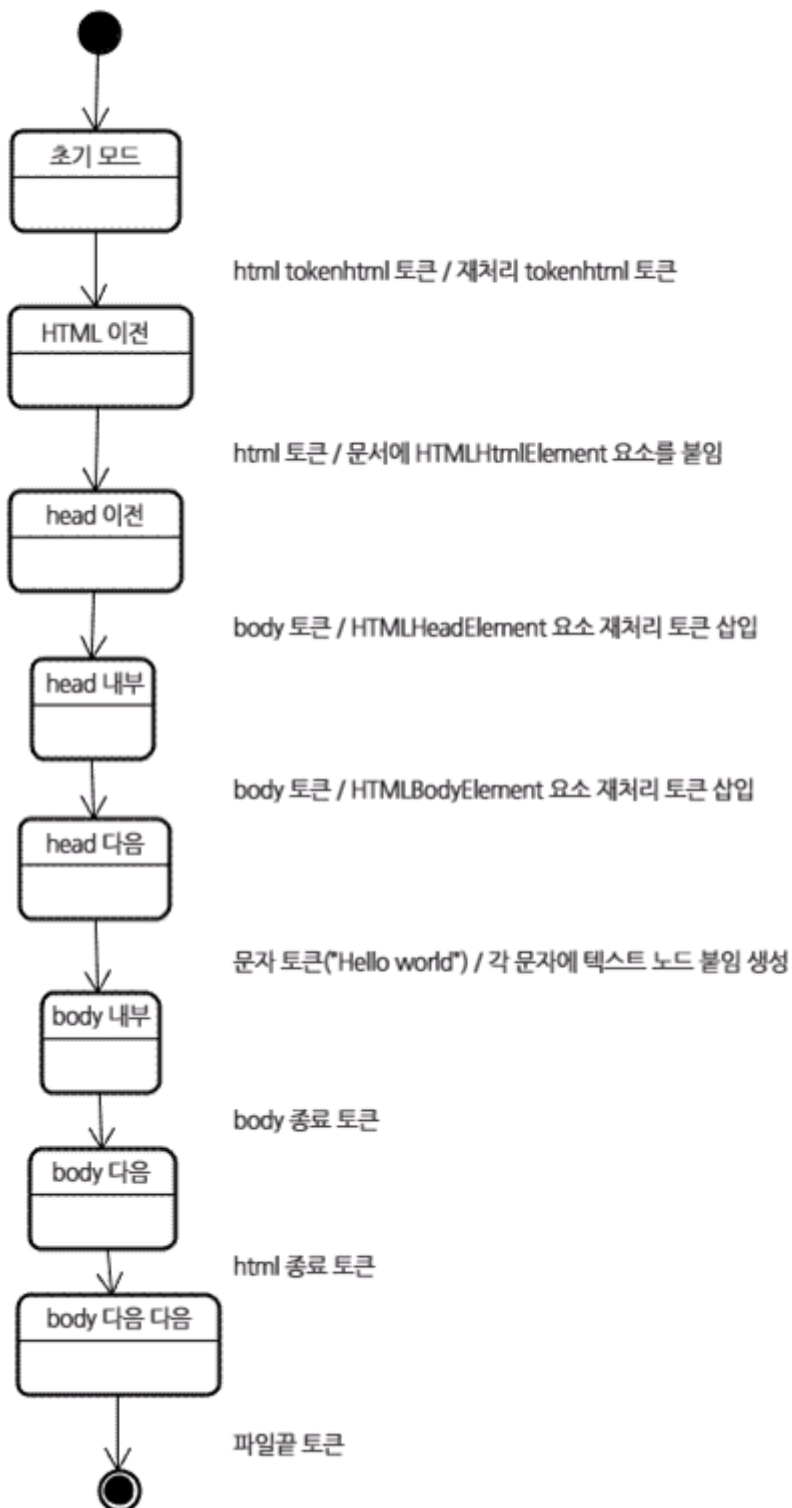 초기 모드
html tokenhtml 토큰 / 재처리 tokenhtml 토큰
HTML 이전
html 토큰 / 문서에 HTMLHtmlElement 요소를 붙임
head 이전
body 토큰 / HTMLHeadElement 요소 재처리 토큰 삽입
head 내부
body 토큰 / HTMLBodyElement 요소 재처리 토큰 삽입
head 다음
문자 토큰("Hello world") / 각 문자에 텍스트 노드 붙임 생성
body 내부
body 종료 토큰
body 다음
html 종료 토큰
body 다음 다음
파일끝 토큰